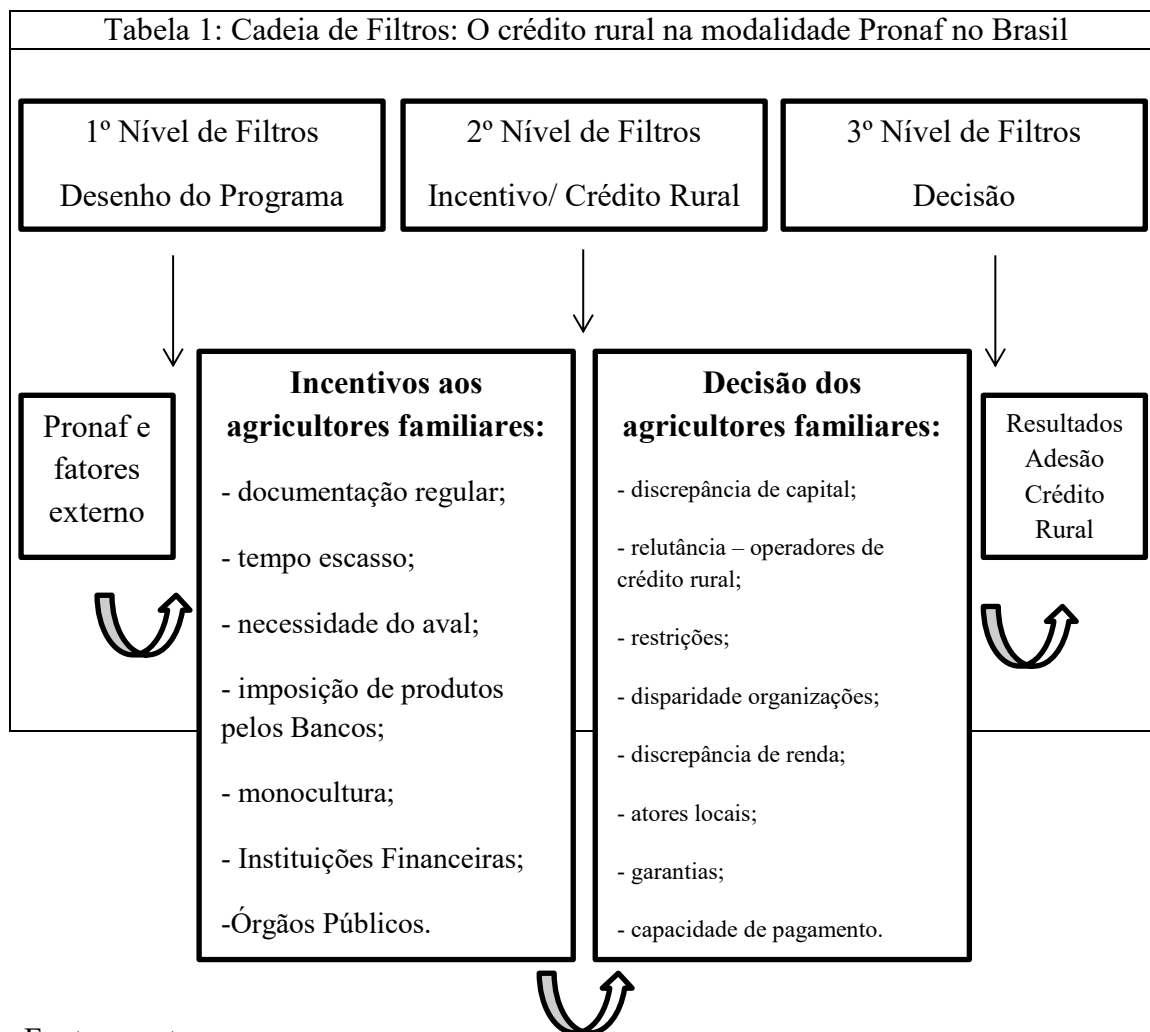 Tabela 1: Cadeia de Filtros: O crédito rural na modalidade Pronaf no Brasil
1º Nível de Filtros
Desenho do Programa
2º Nível de Filtros
Incentivo/ Crédito Rural
3º Nível de Filtros
Decisão
Pronaf e
fatores
externo
Incentivos aos
agricultores familiares:
- documentação regular;
- tempo escasso;
- necessidade do aval;
- imposição de produtos
pelos Bancos;
- monocultura;
- Instituições Financeiras;
-Órgãos Públicos.
Decisão dos
agricultores familiares:
- discrepância de capital;
- relutância – operadores de
crédito rural;
- restrições;
- disparidade organizações;
- discrepância de renda;
- atores locais;
- garantias;
- capacidade de pagamento.
Resultados
Adesão
Crédito
Rural